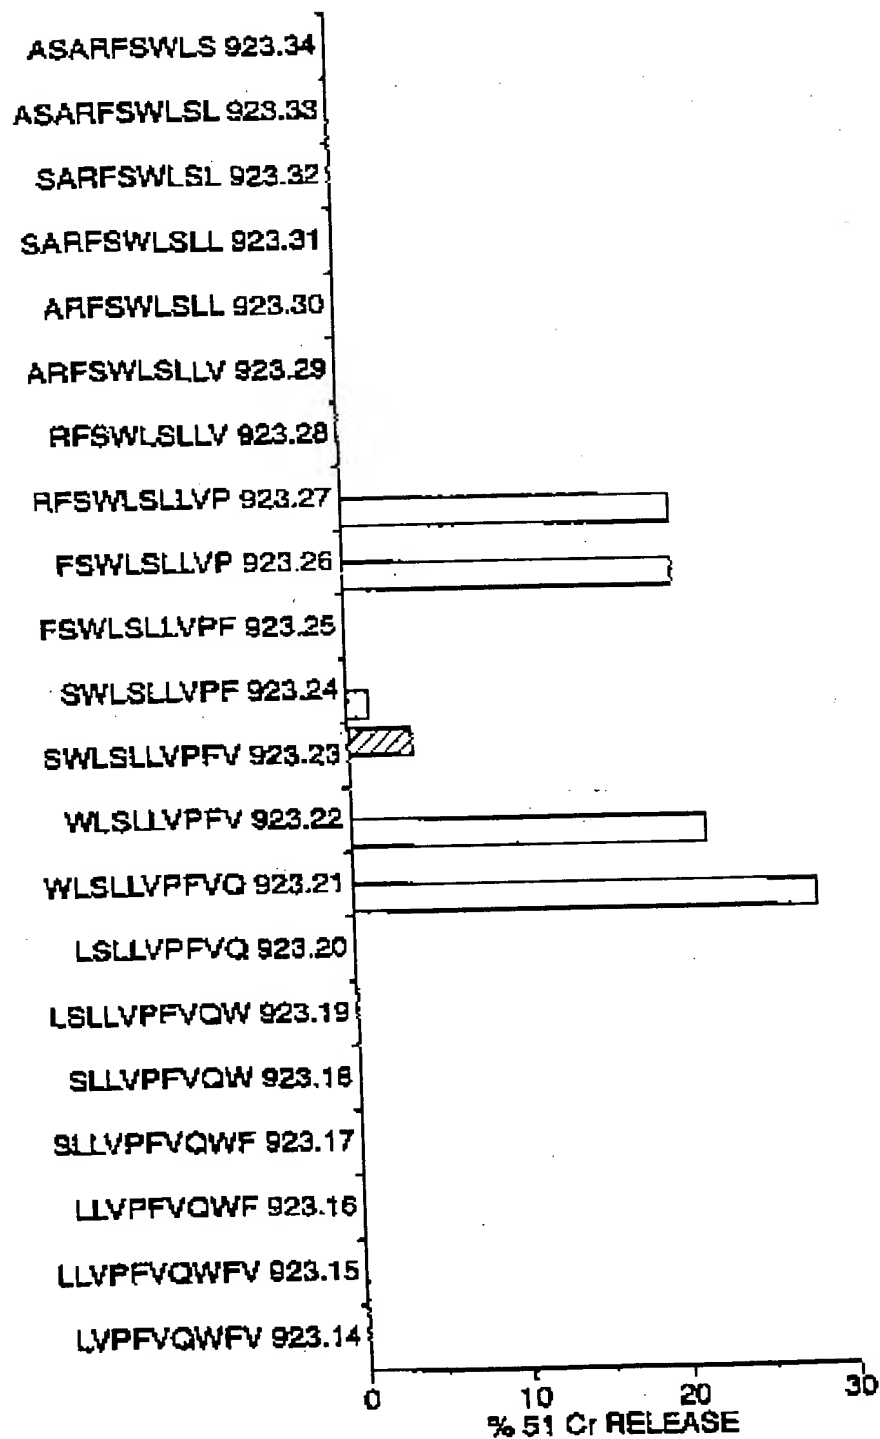 ASARFSWLS 923.34
ASARFSWLSL 923.33
SARFSWLSL 923.32
SARFSWLSLL 923.31
ARFSWLSLL 923.30
ARFSWLSLLV 923.29
RFSWLSLLV 923.28
RFSWLSLLVP 923.27
FSWLSLLVP 923.26
FSWLSLLVPF 923.25
SWLSLLVPF 923.24
SWLSLLVPFV 923.23
WLSLLVPFV 923.22
WLSLLVPFVQ 923.21
LSLLVPFVQ 923.20
LSLLVPFVQW 923.19
SLLVPFVQW 923.18
SLLVPFVQWF 923.17
LLVPFVQWF 923.16
LLVPFVQWFV 923.15
LVPFVQWFV 923.14
0 10 20 30
% 51 Cr RELEASE